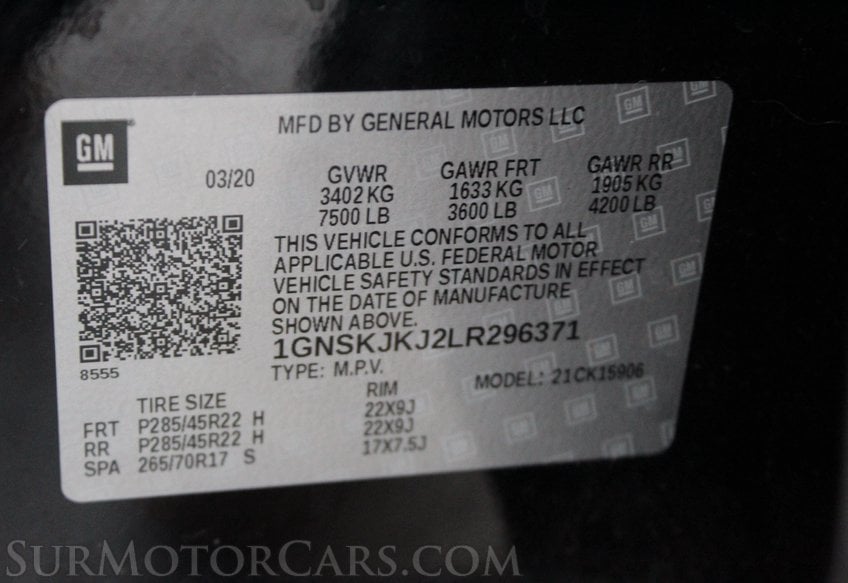 GM
MFD BY GENERAL MOTORS LLC
03/20 GVWR GAWR FRT GAWR RR
3402 KG 1633 KG 1905 KG
7500 LB 3600 LB 4200 LB
THIS VEHICLE CONFORMS TO ALL
APPLICABLE U.S. FEDERAL MOTOR
VEHICLE SAFETY STANDARDS IN EFFECT
ON THE DATE OF MANUFACTURE
SHOWN ABOVE.
1GNSKJKJ2LR296371
8555
TYPE: M.P.V. MODEL: 21CK15906
TIRE SIZE RIM
FRT P285/45R22 H 22X9J
RR P285/45R22 H 22X9J
SPA 265/70R17 S 17X7.5J
SURMOTORCARS.COM